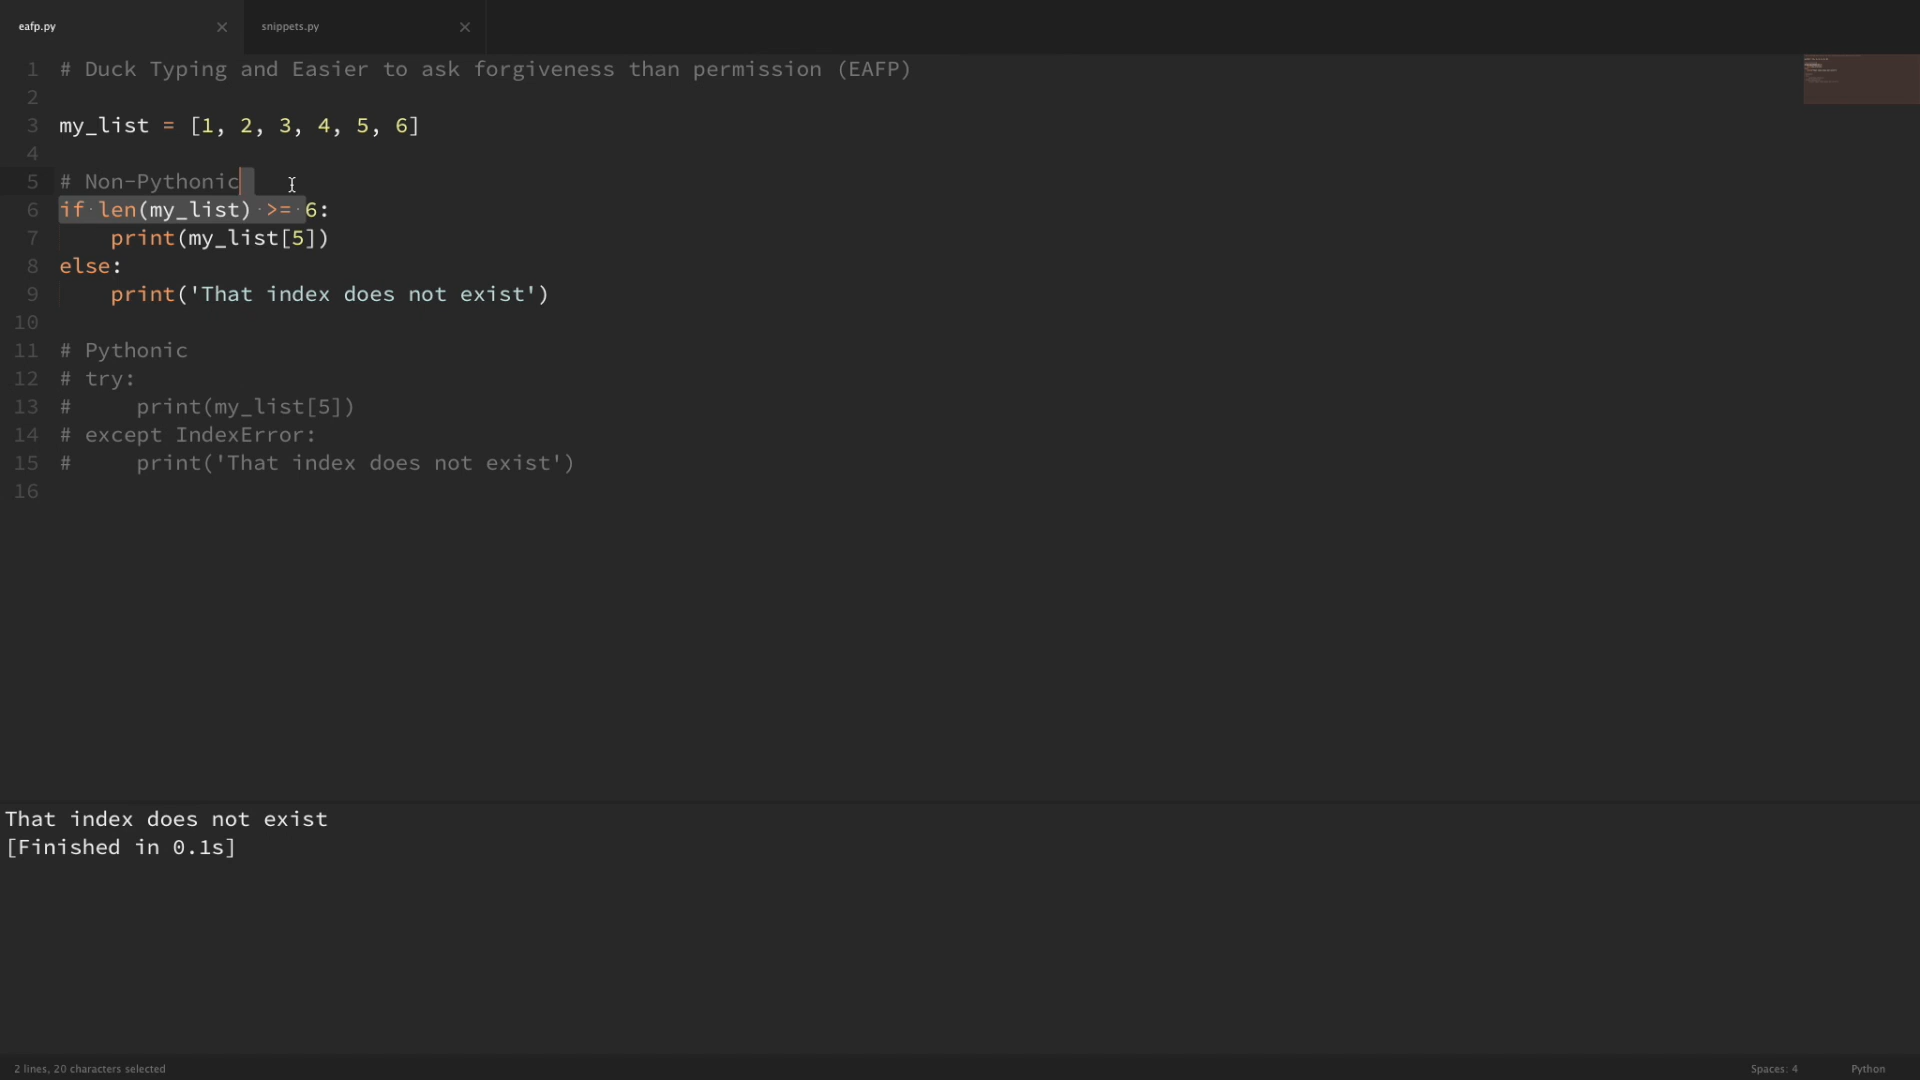 eafp.py
snippets.py
1 # Duck Typing and Easier to ask forgiveness than permission (EAFP)
2
3 my_list = [1, 2, 3, 4, 5, 6]
4
5 # Non-Pythonic
6 if len(my_list) >= 6:
7     print(my_list[5])
8 else:
9     print('That index does not exist')
10
11 # Pythonic
12 # try:
13 #     print(my_list[5])
14 # except IndexError:
15 #     print('That index does not exist')
16
That index does not exist
[Finished in 0.1s]
2 lines, 20 characters selected
Spaces: 4
Python